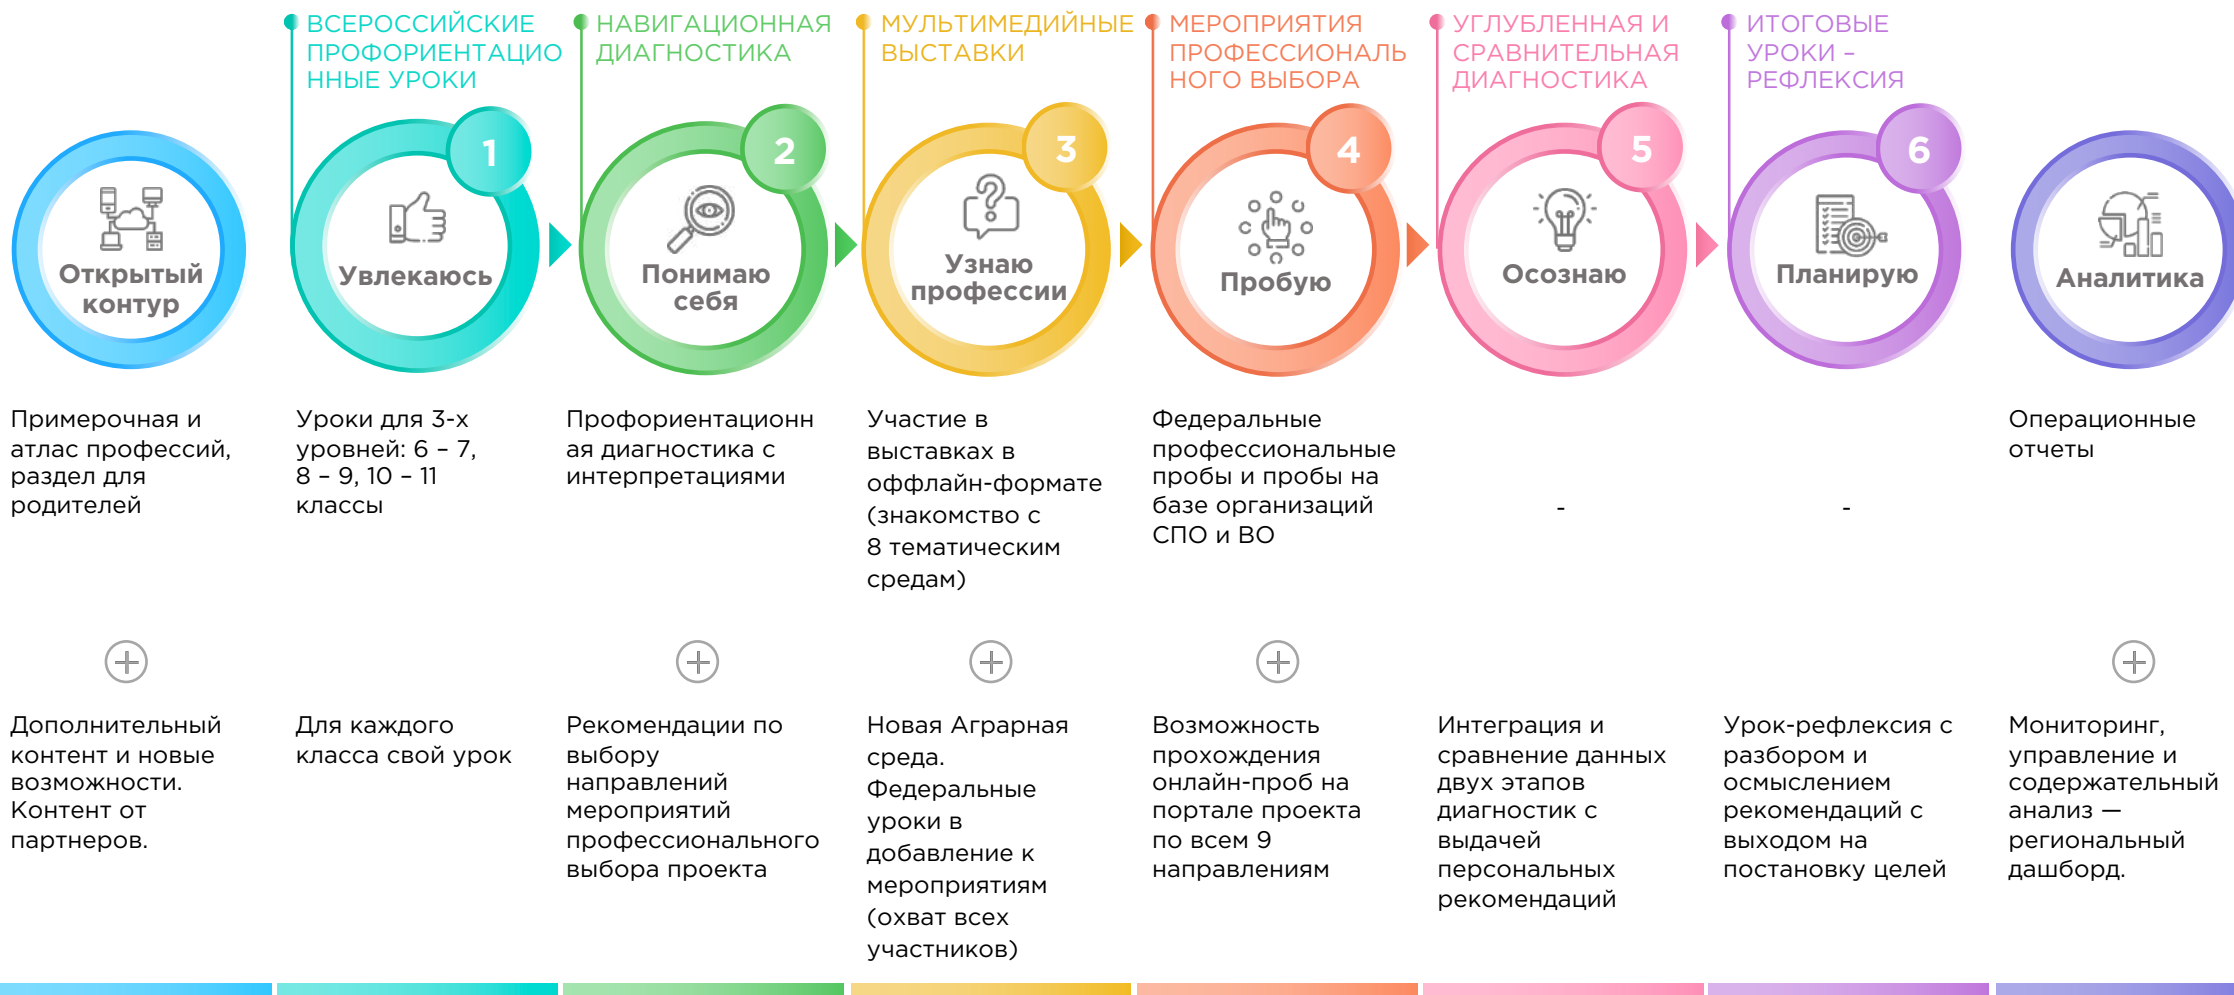 ВСЕРОССИЙСКИЕ
ПРОФОРИЕНТАЦИО
ННЫЕ УРОКИ
НАВИГАЦИОННАЯ
ДИАГНОСТИКА
МУЛЬТИМЕДИЙНЫЕ
ВЫСТАВКИ
МЕРОПРИЯТИЯ
ПРОФЕССИОНАЛЬ
НОГО ВЫБОРА
УГЛУБЛЕННАЯ И
СРАВНИТЕЛЬНАЯ
ДИАГНОСТИКА
ИТОГОВЫЕ
УРОКИ –
РЕФЛЕКСИЯ
Открытый
контур
1
Увлекаюсь
2
Понимаю
себя
3
Узнаю
профессии
4
Пробую
5
Осознаю
6
Планирую
Аналитика
Примерочная и
атлас профессий,
раздел для
родителей
Уроки для 3-х
уровней: 6 – 7,
8 – 9, 10 – 11
классы
Профориентационн
ая диагностика с
интерпретациями
Участие в
выставках в
оффлайн-формате
(знакомство с
8 тематическим
средам)
Федеральные
профессиональные
пробы и пробы на
базе организаций
СПО и ВО
-
-
Операционные
отчеты
Дополнительный
контент и новые
возможности.
Контент от
партнеров.
Для каждого
класса свой урок
Рекомендации по
выбору
направлений
мероприятий
профессионального
выбора проекта
Новая Аграрная
среда.
Федеральные
уроки в
добавление к
мероприятиям
(охват всех
участников)
Возможность
прохождения
онлайн-проб на
портале проекта
по всем 9
направлениям
Интеграция и
сравнение данных
двух этапов
диагностик с
выдачей
персональных
рекомендаций
Урок-рефлексия с
разбором и
осмыслением
рекомендаций с
выходом на
постановку целей
Мониторинг,
управление и
содержательный
анализ —
региональный
дашборд.